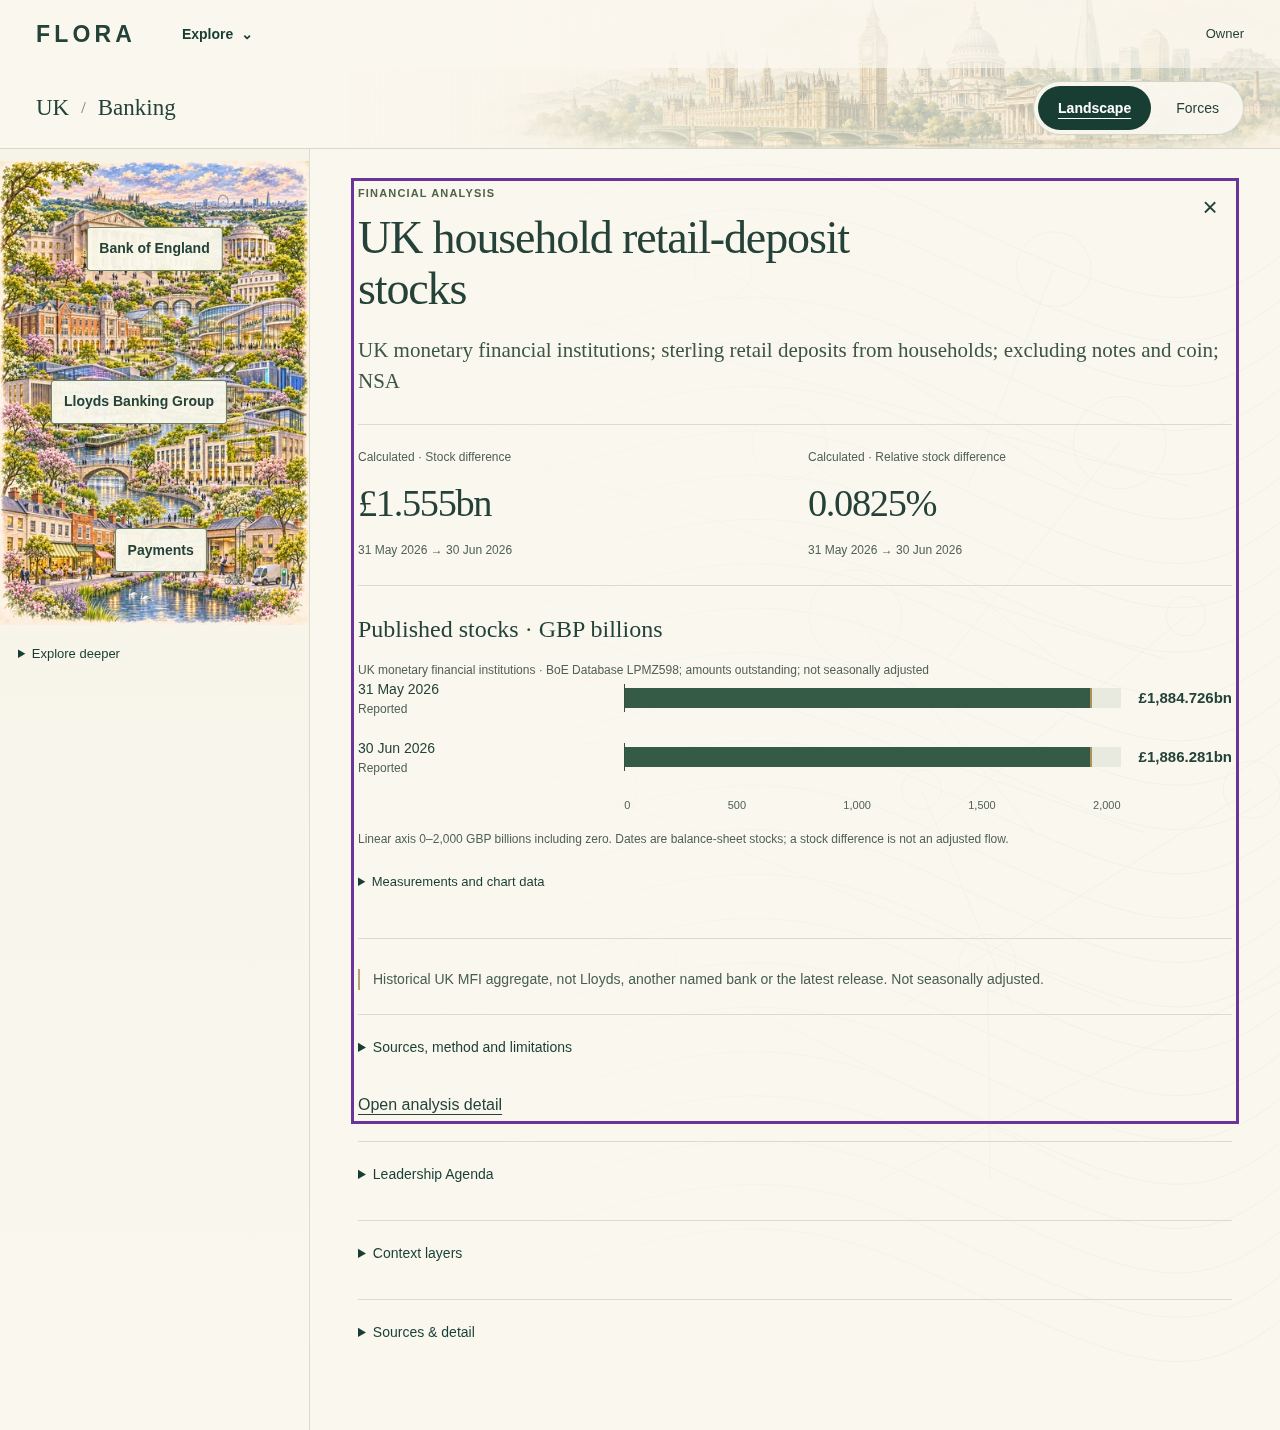 FLORA
Explore
Owner
UK / Banking
Landscape
Forces
Bank of England
Lloyds Banking Group
Payments
Explore deeper
FINANCIAL ANALYSIS
UK household retail-deposit
stocks
UK monetary financial institutions; sterling retail deposits from households; excluding notes and coin;
NSA
Calculated · Stock difference
£1.555bn
31 May 2026 → 30 Jun 2026
Calculated · Relative stock difference
0.0825%
31 May 2026 → 30 Jun 2026
Published stocks · GBP billions
UK monetary financial institutions · BoE Database LPMZ598; amounts outstanding; not seasonally adjusted
31 May 2026
Reported
£1,884.726bn
30 Jun 2026
Reported
£1,886.281bn
0 500 1,000 1,500 2,000
Linear axis 0–2,000 GBP billions including zero. Dates are balance-sheet stocks; a stock difference is not an adjusted flow.
Measurements and chart data
Historical UK MFI aggregate, not Lloyds, another named bank or the latest release. Not seasonally adjusted.
Sources, method and limitations
Open analysis detail
Leadership Agenda
Context layers
Sources & detail